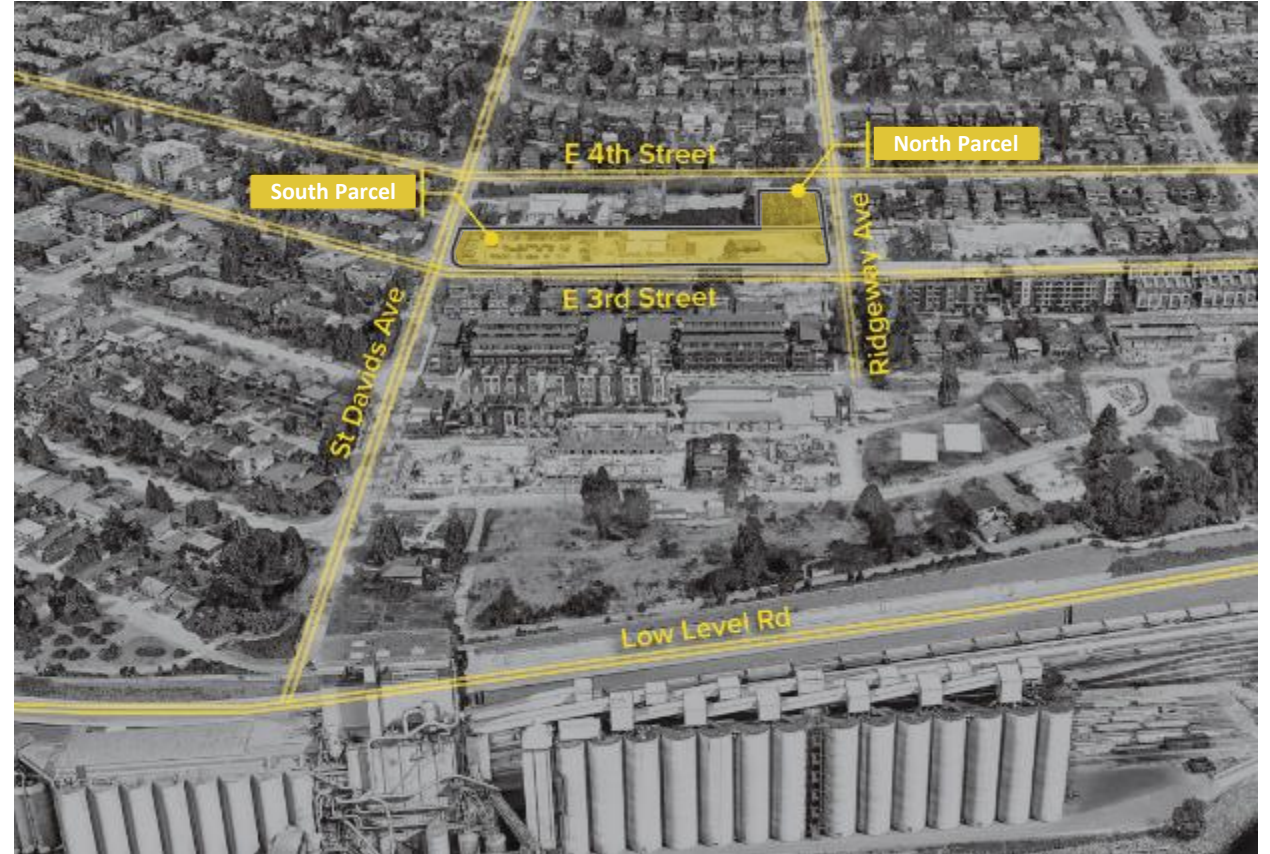 E 4th Street
North Parcel
South Parcel
E 3rd Street
Ridgeway Ave
St Davids Ave
Low Level Rd